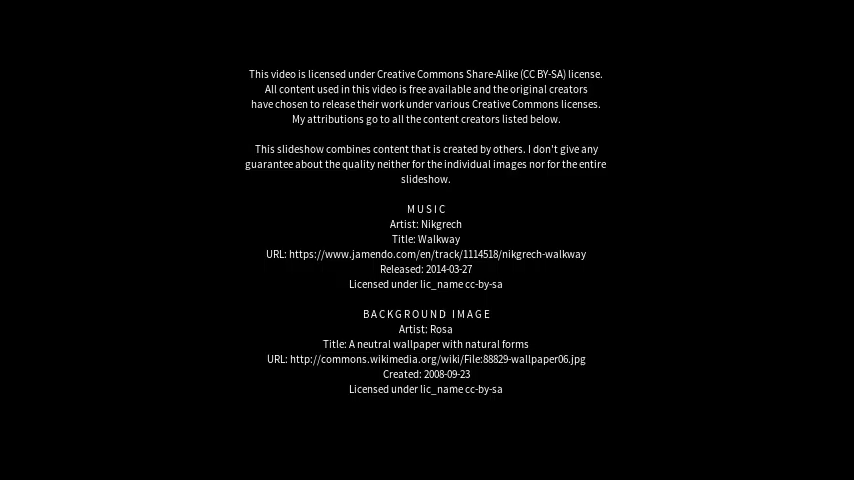 This video is licensed under Creative Commons Share-Alike (CC BY-SA) license.
All content used in this video is free available and the original creators
have chosen to release their work under various Creative Commons licenses.
My attributions go to all the content creators listed below.
This slideshow combines content that is created by others. I don't give any
guarantee about the quality neither for the individual images nor for the entire
slideshow.
MUSIC
Artist: Nikgrech
Title: Walkway
URL: https://www.jamendo.com/en/track/1114518/nikgrech-walkway
Released: 2014-03-27
Licensed under lic_name cc-by-sa
BACKGROUND IMAGE
Artist: Rosa
Title: A neutral wallpaper with natural forms
URL: http://commons.wikimedia.org/wiki/File:88829-wallpaper06.jpg
Created: 2008-09-23
Licensed under lic_name cc-by-sa